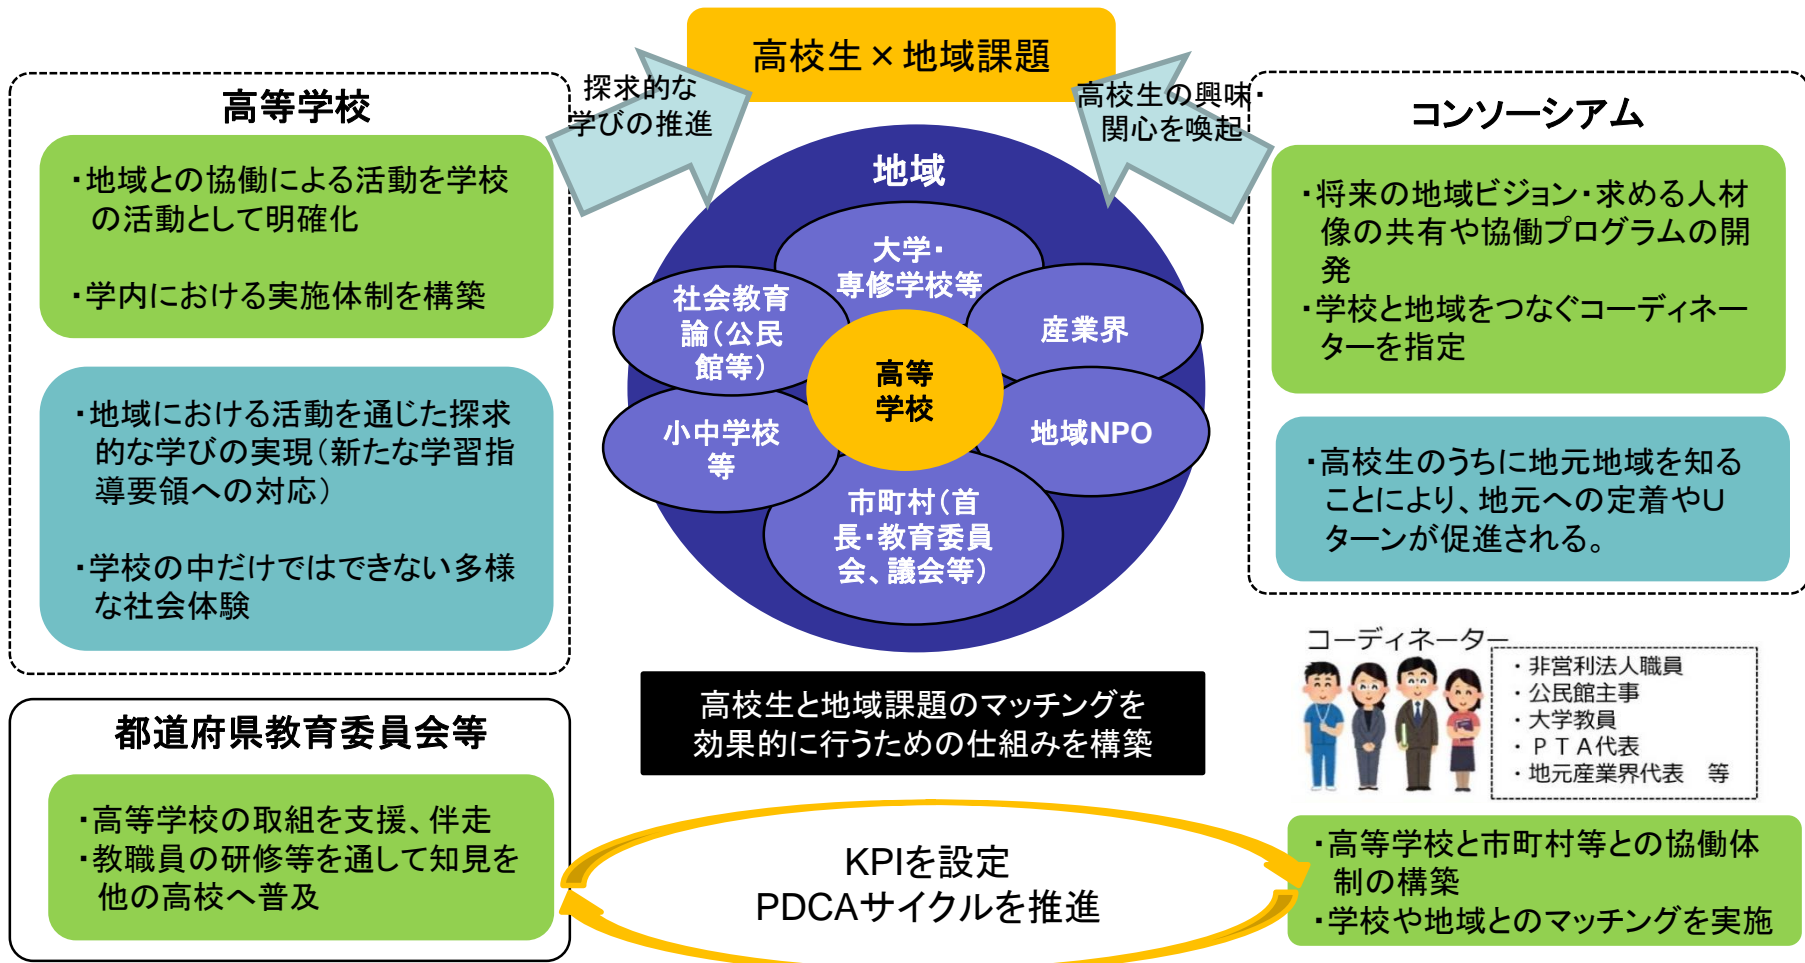 高校生×地域課題
探求的な
学びの推進
高校生の興味・
関心を喚起
高等学校
・地域との協働による活動を学校
の活動として明確化
・学内における実施体制を構築
・地域における活動を通じた探求
的な学びの実現(新たな学習指
導要領への対応)
・学校の中だけではできない多様
な社会体験
地域
大学・
専修学校等
社会教育
論(公民
館等)
産業界
高等
学校
小中学校
等
地域NPO
市町村(首
長・教育委員
会、議会等)
コンソーシアム
・将来の地域ビジョン・求める人材
像の共有や協働プログラムの開
発
・学校と地域をつなぐコーディネー
ターを指定
・高校生のうちに地元地域を知る
ことにより、地元への定着やU
ターンが促進される。
都道府県教育委員会等
・高等学校の取組を支援、伴走
・教職員の研修等を通して知見を
他の高校へ普及
高校生と地域課題のマッチングを
効果的に行うための仕組みを構築
KPIを設定
PDCAサイクルを推進
コーディネーター
・非営利法人職員
・公民館主事
・大学教員
・PTA代表
・地元産業界代表 等
・高等学校と市町村等との協働体
制の構築
・学校や地域とのマッチングを実施